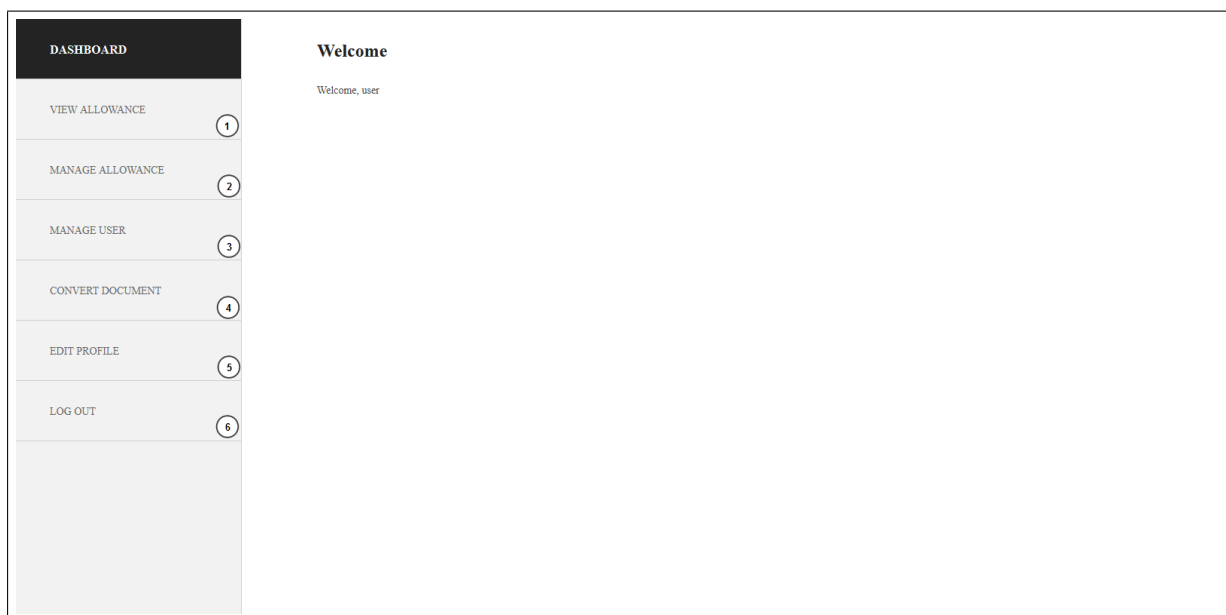 DASHBOARD
VIEW ALLOWANCE
1
MANAGE ALLOWANCE
2
MANAGE USER
3
CONVERT DOCUMENT
4
EDIT PROFILE
5
LOG OUT
6
Welcome
Welcome, user